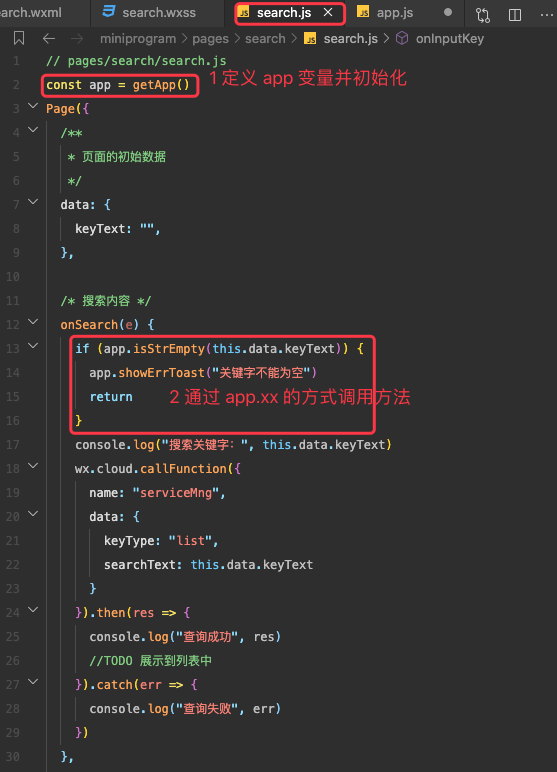 earch.wxml search.wxss search.js app.js
miniprogram > pages > search > search.js > onInputKey
1 // pages/search/search.js
2 const app = getApp() 1 定义 app 变量并初始化
3 Page({
4 /**
5 * 页面的初始数据
6 */
7 data: {
8 keyText: "",
9 },
10
11 /* 搜索内容 */
12 onSearch(e) {
13 if (app.isStrEmpty(this.data.keyText)) {
14 app.showErrToast("关键字不能为空")
15 return 2 通过 app.xx 的方式调用方法
16 }
17 console.log("搜索关键字: ", this.data.keyText)
18 wx.cloud.callFunction({
19 name: "serviceMng",
20 data: {
21 keyType: "list",
22 searchText: this.data.keyText
23 }
24 }).then(res => {
25 console.log("查询成功", res)
26 //TODO 展示到列表中
27 }).catch(err => {
28 console.log("查询失败", err)
29 })
30 },